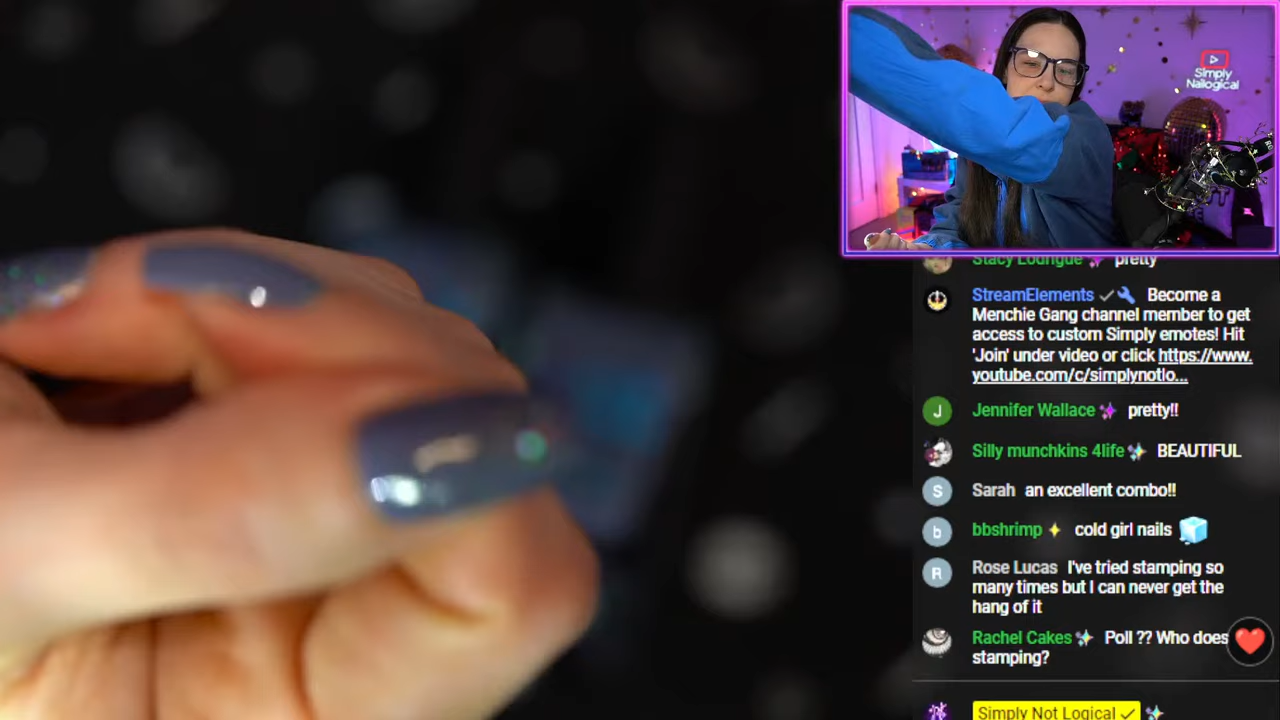 Simply
Nailogical
Stacy Lodrigue pretty
StreamElements Become a
Menchie Gang channel member to get
access to custom Simply emotes! Hit
'Join' under video or click https://www.
youtube.com/c/simplynotlo...
J Jennifer Wallace pretty!!
Silly munchkins 4life BEAUTIFUL
S Sarah an excellent combo!!
b bbshrimp cold girl nails
R Rose Lucas I've tried stamping so
many times but I can never get the
hang of it
Rachel Cakes Poll ?? Who does
stamping?
Simply Not Logical